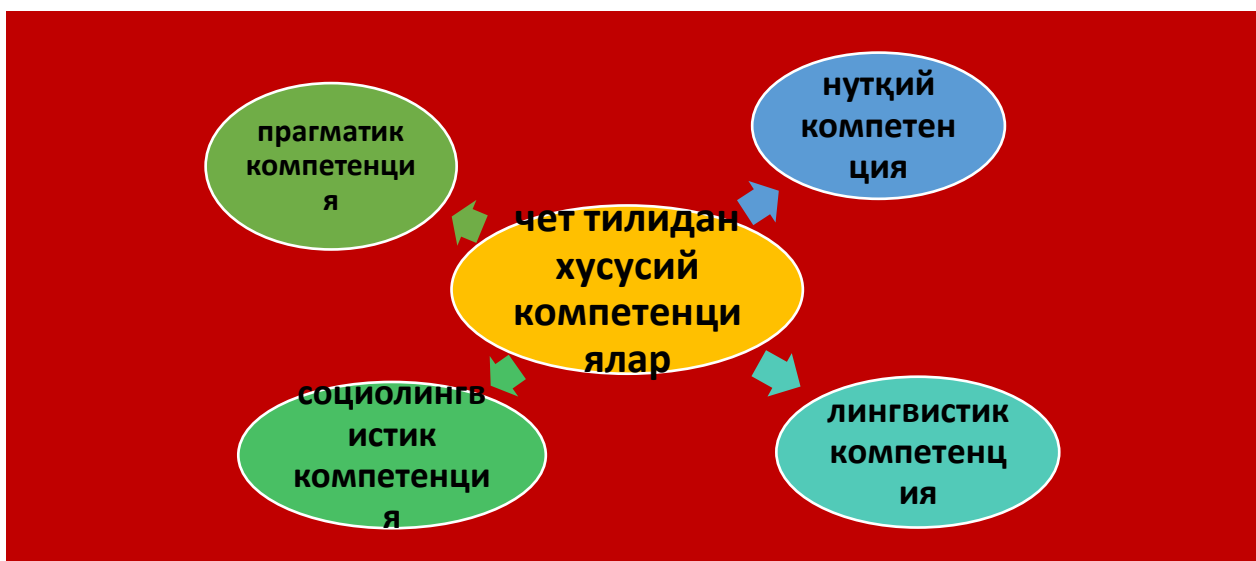 прагматик
компетенци
я
нутқий
компетен
ция
чет тилидан
хусусий
компетенци
ялар
социолингв
истик
компетенци
я
лингвистик
компетенц
ия